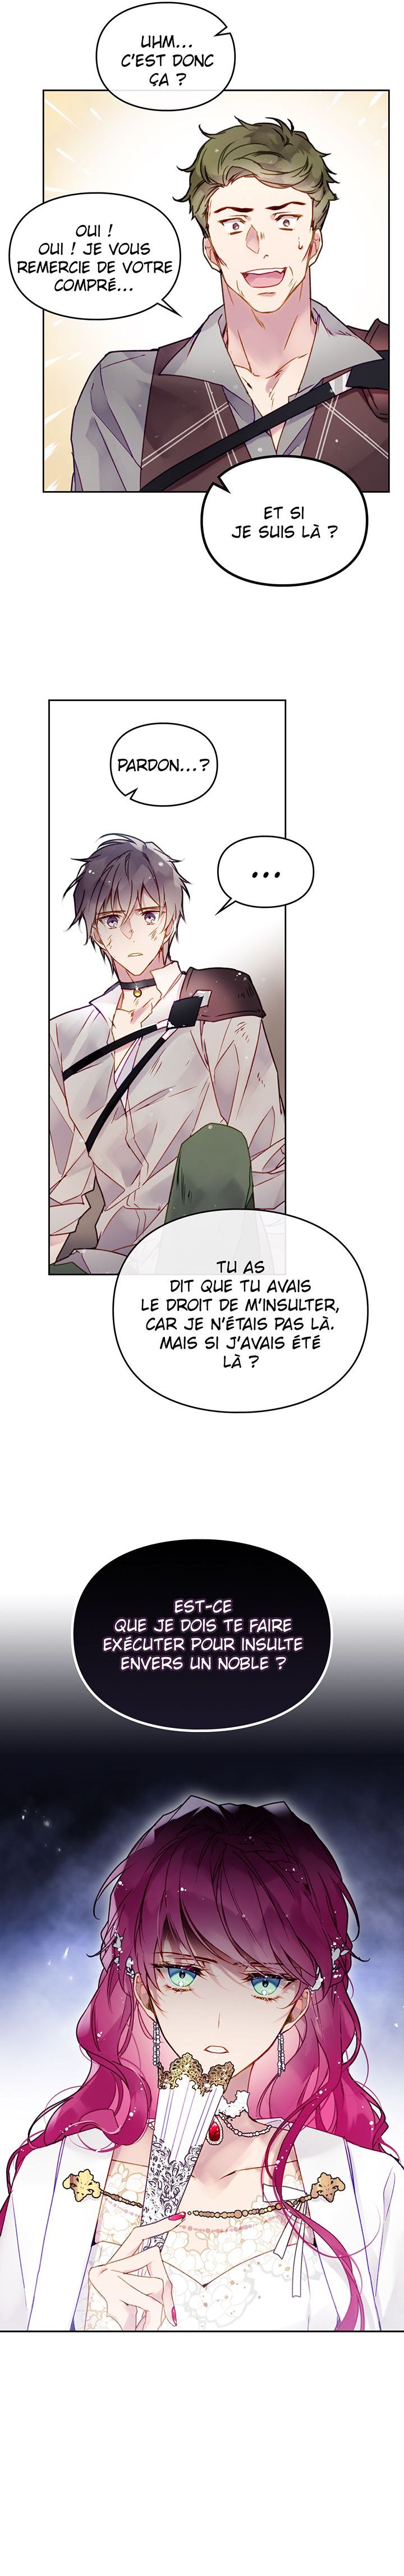 UHM...
C'EST DONC
ÇA ?
OUI !
OUI ! JE VOUS
REMERCIE DE VOTRE
COMPRÉ...
ET SI
JE SUIS LÀ ?
PARDON...?
...
TU AS
DIT QUE TU AVAIS
LE DROIT DE M'INSULTER,
CAR JE N'ÉTAIS PAS LÀ.
MAIS SI J'AVAIS ÉTÉ
LÀ ?
EST-CE
QUE JE DOIS TE FAIRE
EXÉCUTER POUR INSULTE
ENVERS UN NOBLE ?